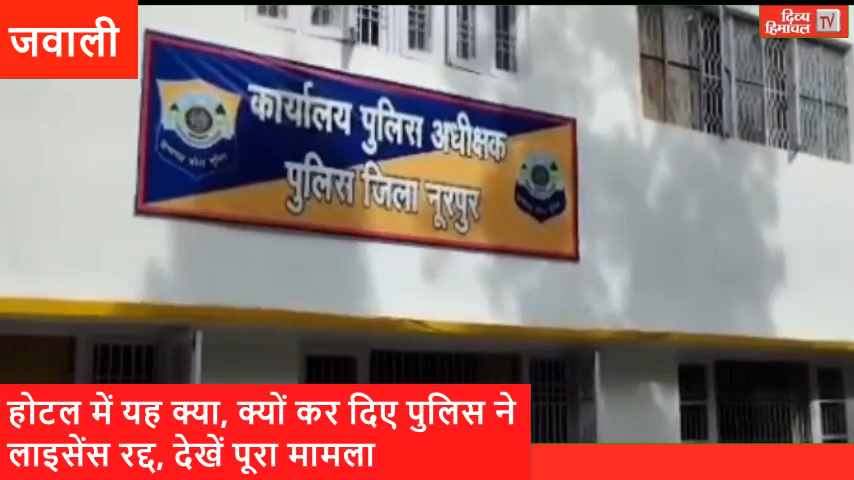 जवाली
दिव्य
हिमाचल TV
कार्यालय पुलिस अधीक्षक
पुलिस जिला नूरपुर
होटल में यह क्या, क्यों कर दिए पुलिस ने
लाइसेंस रद्द, देखें पूरा मामला